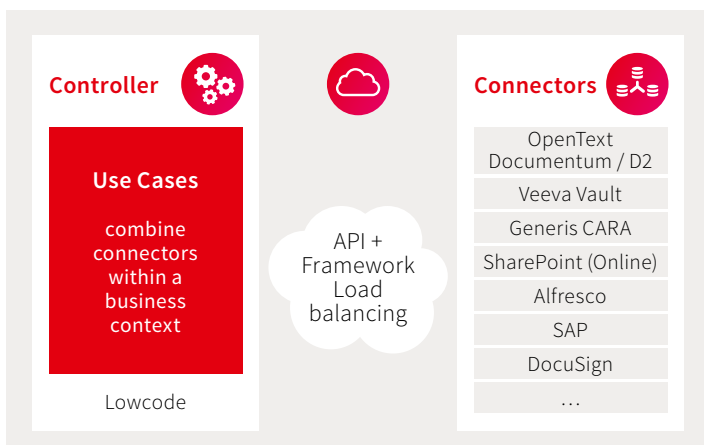 Controller
Use Cases
combine
connectors
within a
business
context
Lowcode
API +
Framework
Load
balancing
Connectors
OpenText
Documentum / D2
Veeva Vault
Generis CARA
SharePoint (Online)
Alfresco
SAP
DocuSign
…